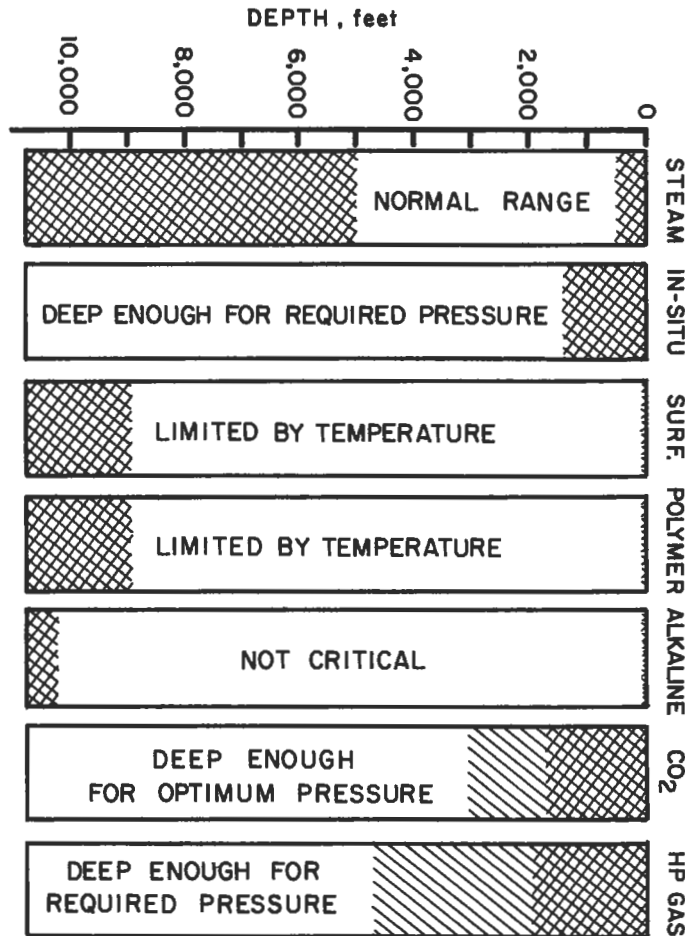 DEPTH, feet
10,000
8,000
6,000
4,000
2,000
0
STEAM
NORMAL RANGE
IN-SITU
DEEP ENOUGH FOR REQUIRED PRESSURE
SURF.
LIMITED BY TEMPERATURE
POLYMER
LIMITED BY TEMPERATURE
ALKALINE
NOT CRITICAL
CO₂
DEEP ENOUGH
FOR OPTIMUM PRESSURE
HP GAS
DEEP ENOUGH FOR
REQUIRED PRESSURE